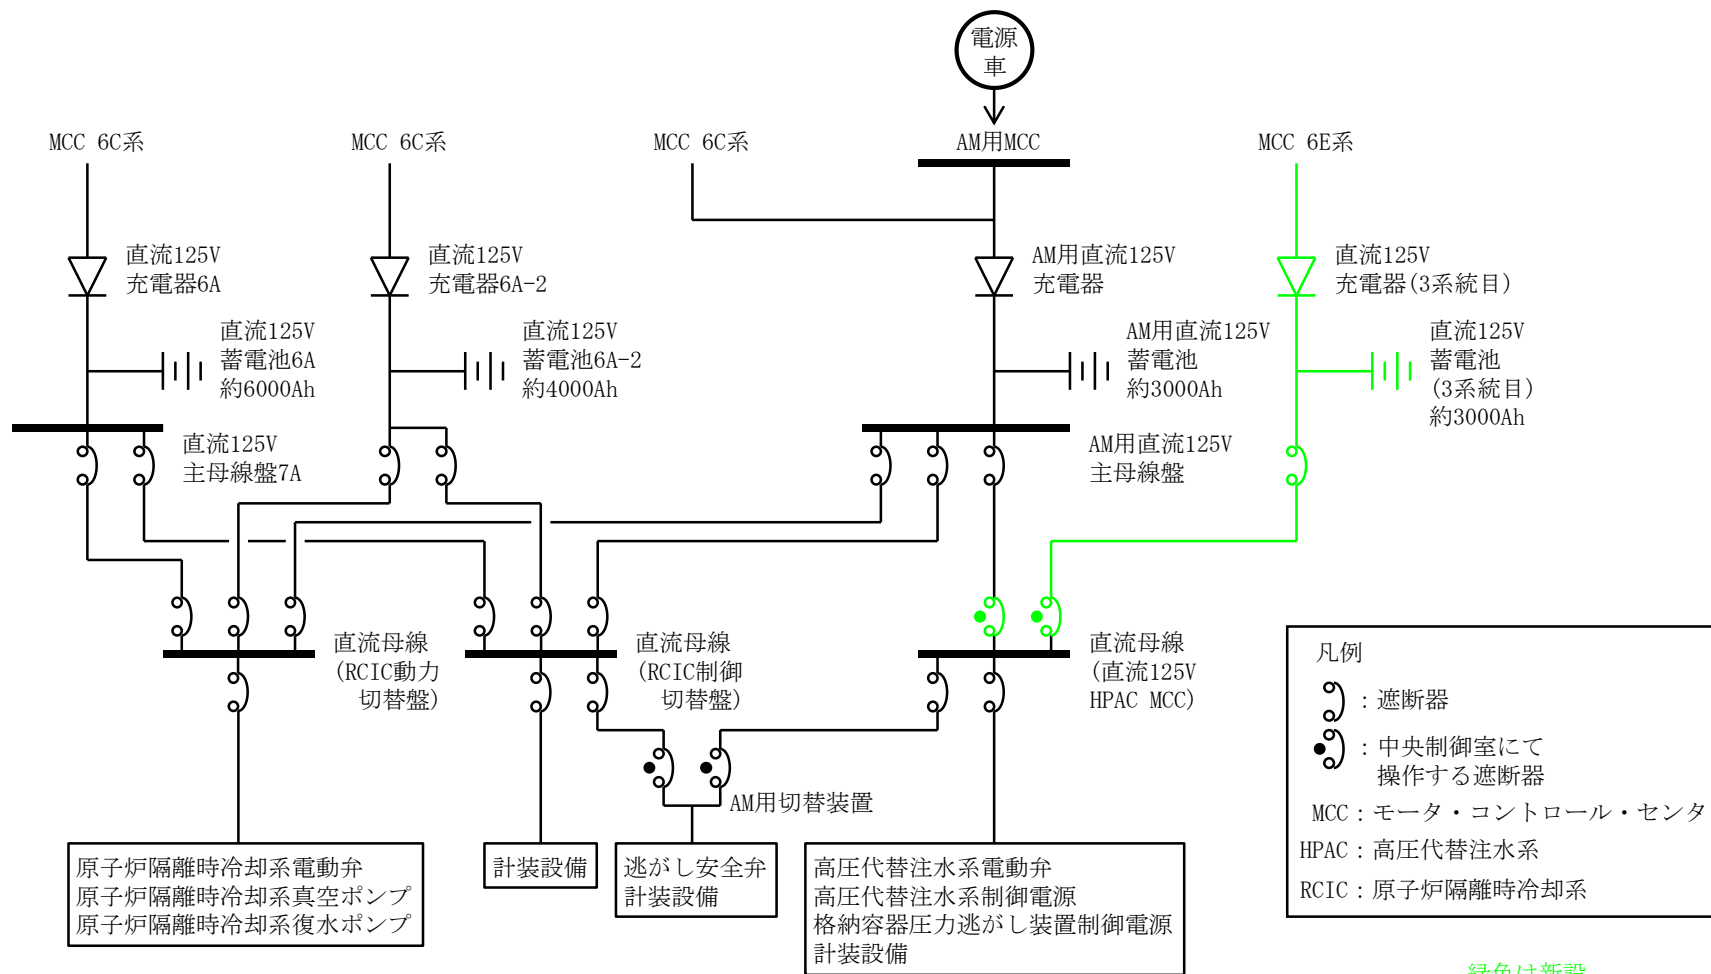 電源
車
MCC 6C系
MCC 6C系
MCC 6C系
AM用MCC
MCC 6E系
直流125V
充電器6A
直流125V
充電器6A-2
AM用直流125V
充電器
直流125V
充電器(3系統目)
直流125V
蓄電池6A
約6000Ah
直流125V
蓄電池6A-2
約4000Ah
AM用直流125V
蓄電池
約3000Ah
直流125V
蓄電池
(3系統目)
約3000Ah
直流125V
主母線盤7A
AM用直流125V
主母線盤
直流母線
(RCIC動力
切替盤)
直流母線
(RCIC制御
切替盤)
直流母線
(直流125V
HPAC MCC)
AM用切替装置
原子炉隔離時冷却系電動弁
原子炉隔離時冷却系真空ポンプ
原子炉隔離時冷却系復水ポンプ
計装設備
逃がし安全弁
計装設備
高圧代替注水系電動弁
高圧代替注水系制御電源
格納容器圧力逃がし装置制御電源
計装設備
凡例
：遮断器
：中央制御室にて
操作する遮断器
MCC：モータ・コントロール・センタ
HPAC：高圧代替注水系
RCIC：原子炉隔離時冷却系
緑色は新設